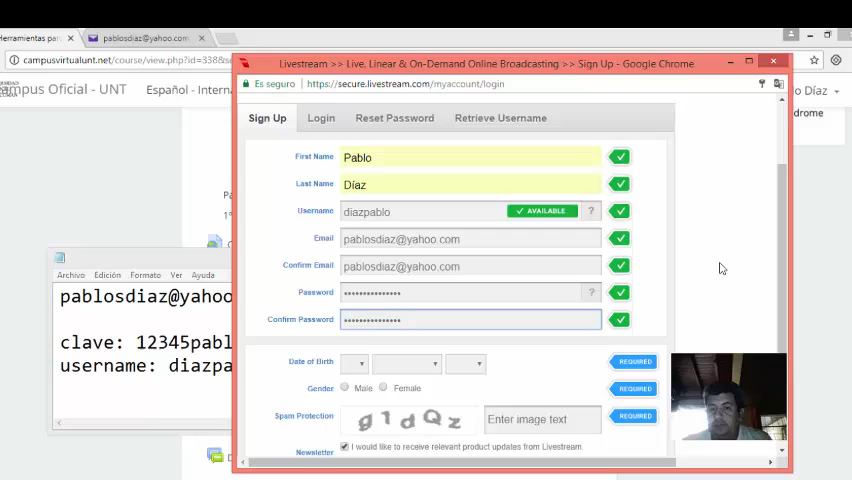 Herramientas par
pablosdiaz@yahoo.com
campusvirtualunt.net/course/view.php?id=338&
Campus Oficial - UNT
Español - Interna
o Díaz
drome
Livestream >> Live, Linear & On-Demand Online Broadcasting >> Sign Up - Google Chrome
Es seguro
https://secure.livestream.com/myaccount/login
Sign Up
Login
Reset Password
Retrieve Username
First Name
Pablo
Last Name
Díaz
Username
diazpablo
AVAILABLE
?
Email
pablosdiaz@yahoo.com
Confirm Email
pablosdiaz@yahoo.com
Password
•••••••••••••••
?
Confirm Password
•••••••••••••••
Date of Birth
REQUIRED
Gender
Male
Female
REQUIRED
Spam Protection
g1dQz
Enter image text
REQUIRED
Newsletter
I would like to receive relevant product updates from Livestream.
Archivo Edición Formato Ver Ayuda
pablosdiaz@yahoo
clave: 12345pabl
username: diazpa